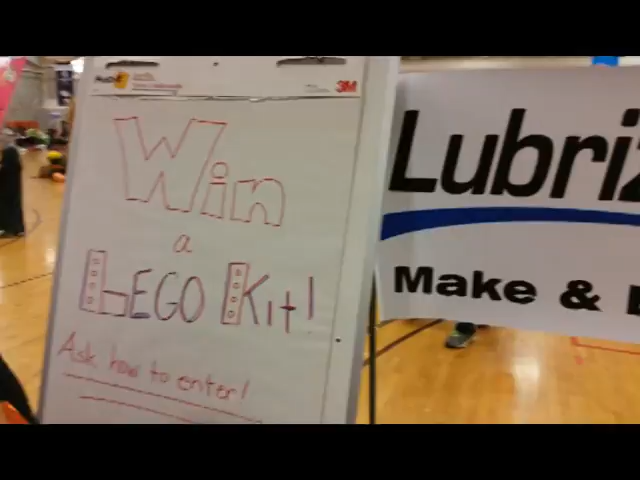 3M
Win
a
LEGO Kit!
Ask how to enter!
Lubriz
Make &